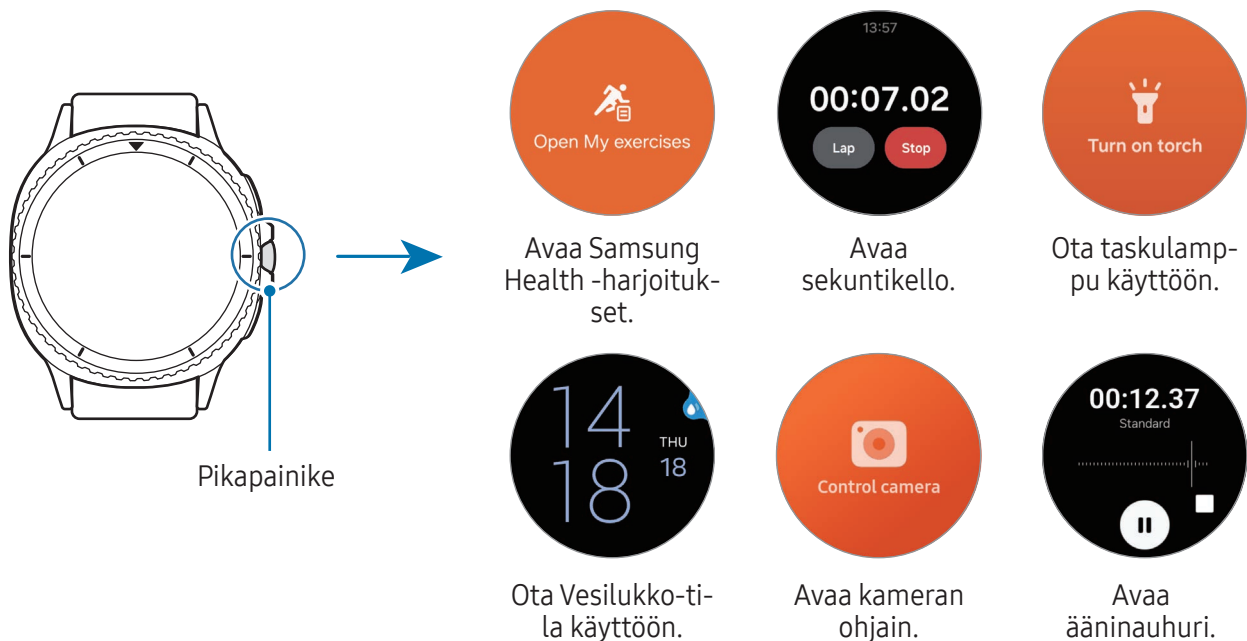 Pikapainike
Open My exercises
Avaa Samsung
Health -harjoituk-
set.
13:57
00:07.02
Lap
Stop
Avaa
sekuntikello.
Turn on torch
Ota taskulamp-
pu käyttöön.
14
18
THU
18
Ota Vesilukko-ti-
la käyttöön.
Control camera
Avaa kameran
ohjain.
00:12.37
Standard
Avaa
ääninauhuri.